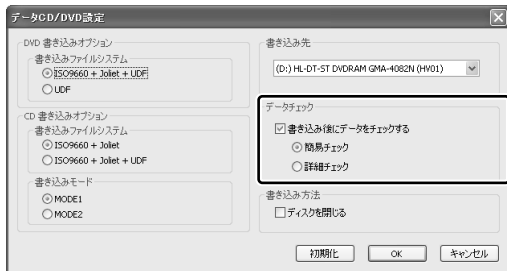 データCD/DVD設定
DVD 書き込みオプション
書き込みファイルシステム
ISO9660 + Joliet + UDF
UDF
CD 書き込みオプション
書き込みファイルシステム
ISO9660 + Joliet
ISO9660 + Joliet + UDF
書き込みモード
MODE1
MODE2
書き込み先
(D:) HL-DT-ST DVDRAM GMA-4082N (HV01)
データチェック
書き込み後にデータをチェックする
簡易チェック
詳細チェック
書き込み方法
ディスクを閉じる
初期化
OK
キャンセル